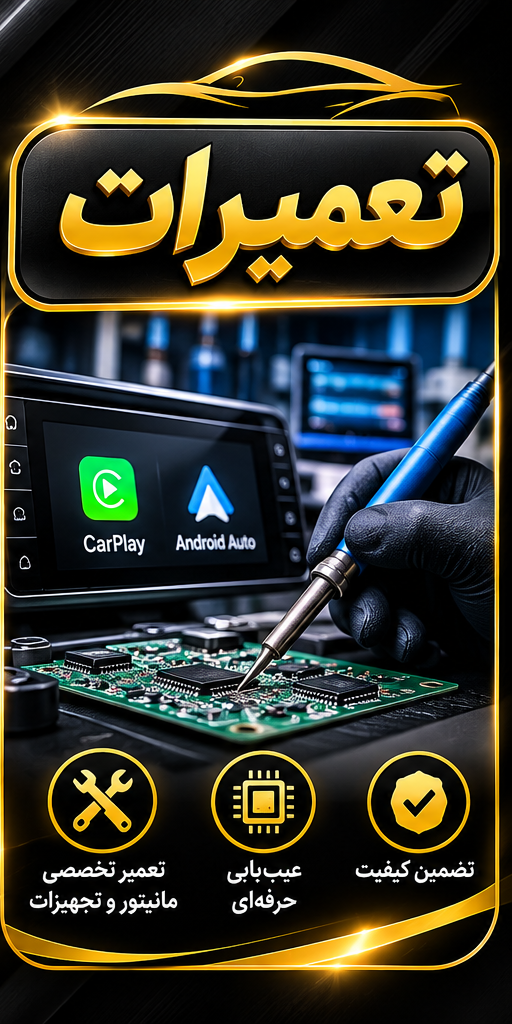 تعمیرات
CarPlay
Android Auto
تضمین کیفیت
عیب‌یابی
حرفه‌ای
تعمیر تخصصی
مانیتور و تجهیزات